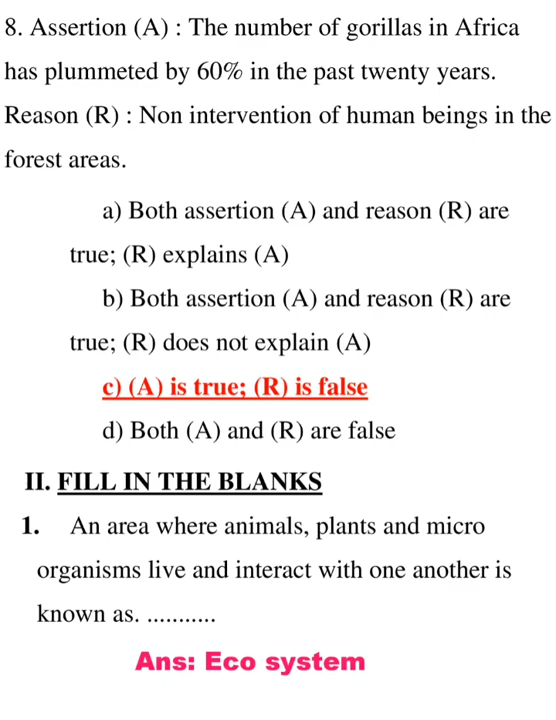 8. Assertion (A) : The number of gorillas in Africa
has plummeted by 60% in the past twenty years.
Reason (R) : Non intervention of human beings in the
forest areas.
a) Both assertion (A) and reason (R) are
true; (R) explains (A)
b) Both assertion (A) and reason (R) are
true; (R) does not explain (A)
c) (A) is true; (R) is false
d) Both (A) and (R) are false
II. FILL IN THE BLANKS
1. An area where animals, plants and micro
organisms live and interact with one another is
known as. ...........
Ans: Eco system